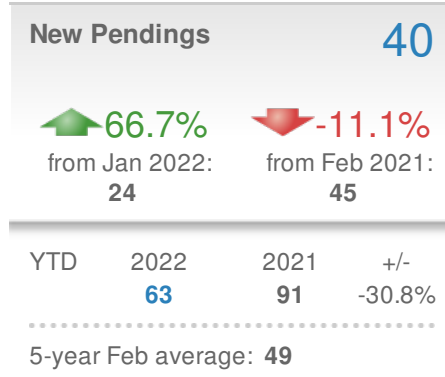 New Pendings 40
66.7% -11.1%
from Jan 2022: from Feb 2021:
24 45
YTD 2022 2021 +/-
63 91 -30.8%
5-year Feb average: 49